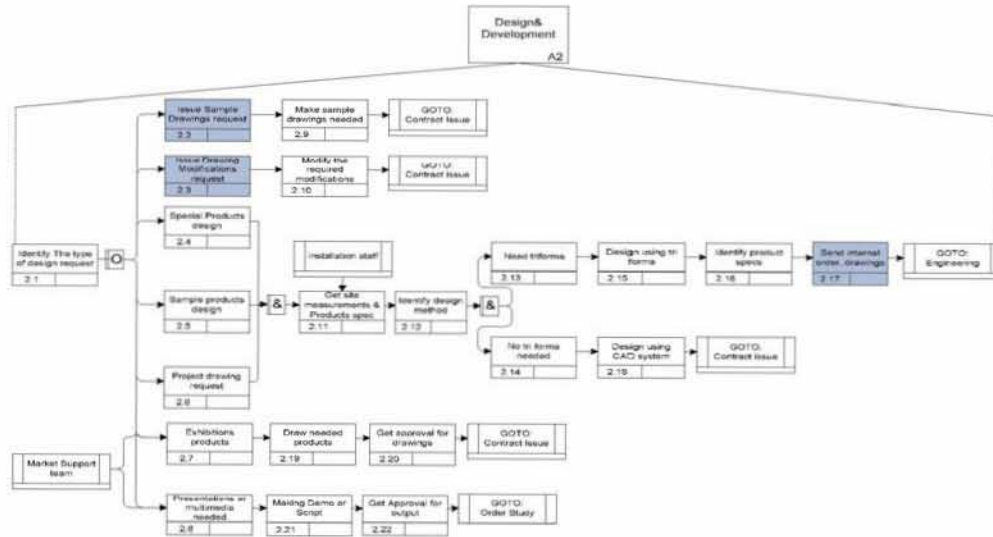 Design&
Development
A2
Issue Sample
Drawings request
2.2
Make sample
drawings needed
2.9
GOTO:
Contract Issue
Issue Drawing
Modifications
request
2.3
Modify the
required
modifications
2.10
GOTO:
Contract Issue
Special Products
design
2.4
Identify The type
of design request
2.1
O
Installation staff
Need triforma
2.13
Design using tri
forma
2.15
Identify product
specs
2.16
Send internal
order, drawings
2.17
GOTO:
Engineering
Sample products
design
2.5
&
Get site
measurements &
Products spec
2.11
Identify design
method
2.12
&
No tri forma
needed
2.14
Design using
CAD system
2.18
GOTO:
Contract Issue
Project drawing
request
2.6
Exhibitions
products
2.7
Draw needed
products
2.19
Get approval for
drawings
2.20
GOTO:
Contract Issue
Market Support
team
Presentations or
multimedia
needed
2.8
Making Demo or
Script
2.21
Get Approval for
output
2.22
GOTO:
Order Study